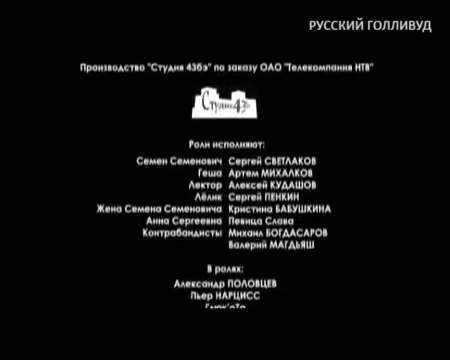 РУССКИЙ ГОЛЛИВУД
Производство "Студия 43бэ" по заказу ОАО "Телекомпания НТВ"
Студия 43
Роли исполняют:
Семен Семенович Сергей СВЕТЛАКОВ
Геша Артем МИХАЛКОВ
Лектор Алексей КУДАШОВ
Лёлик Сергей ПЕНКИН
Жена Семена Семеновича Кристина БАБУШКИНА
Анна Сергеевна Певица Слава
Контрабандисты Михаил БОГДАСАРОВ
Валерий МАГДЬЯШ
В ролях:
Александр ПОЛОВЦЕВ
Пьер НАРЦИСС